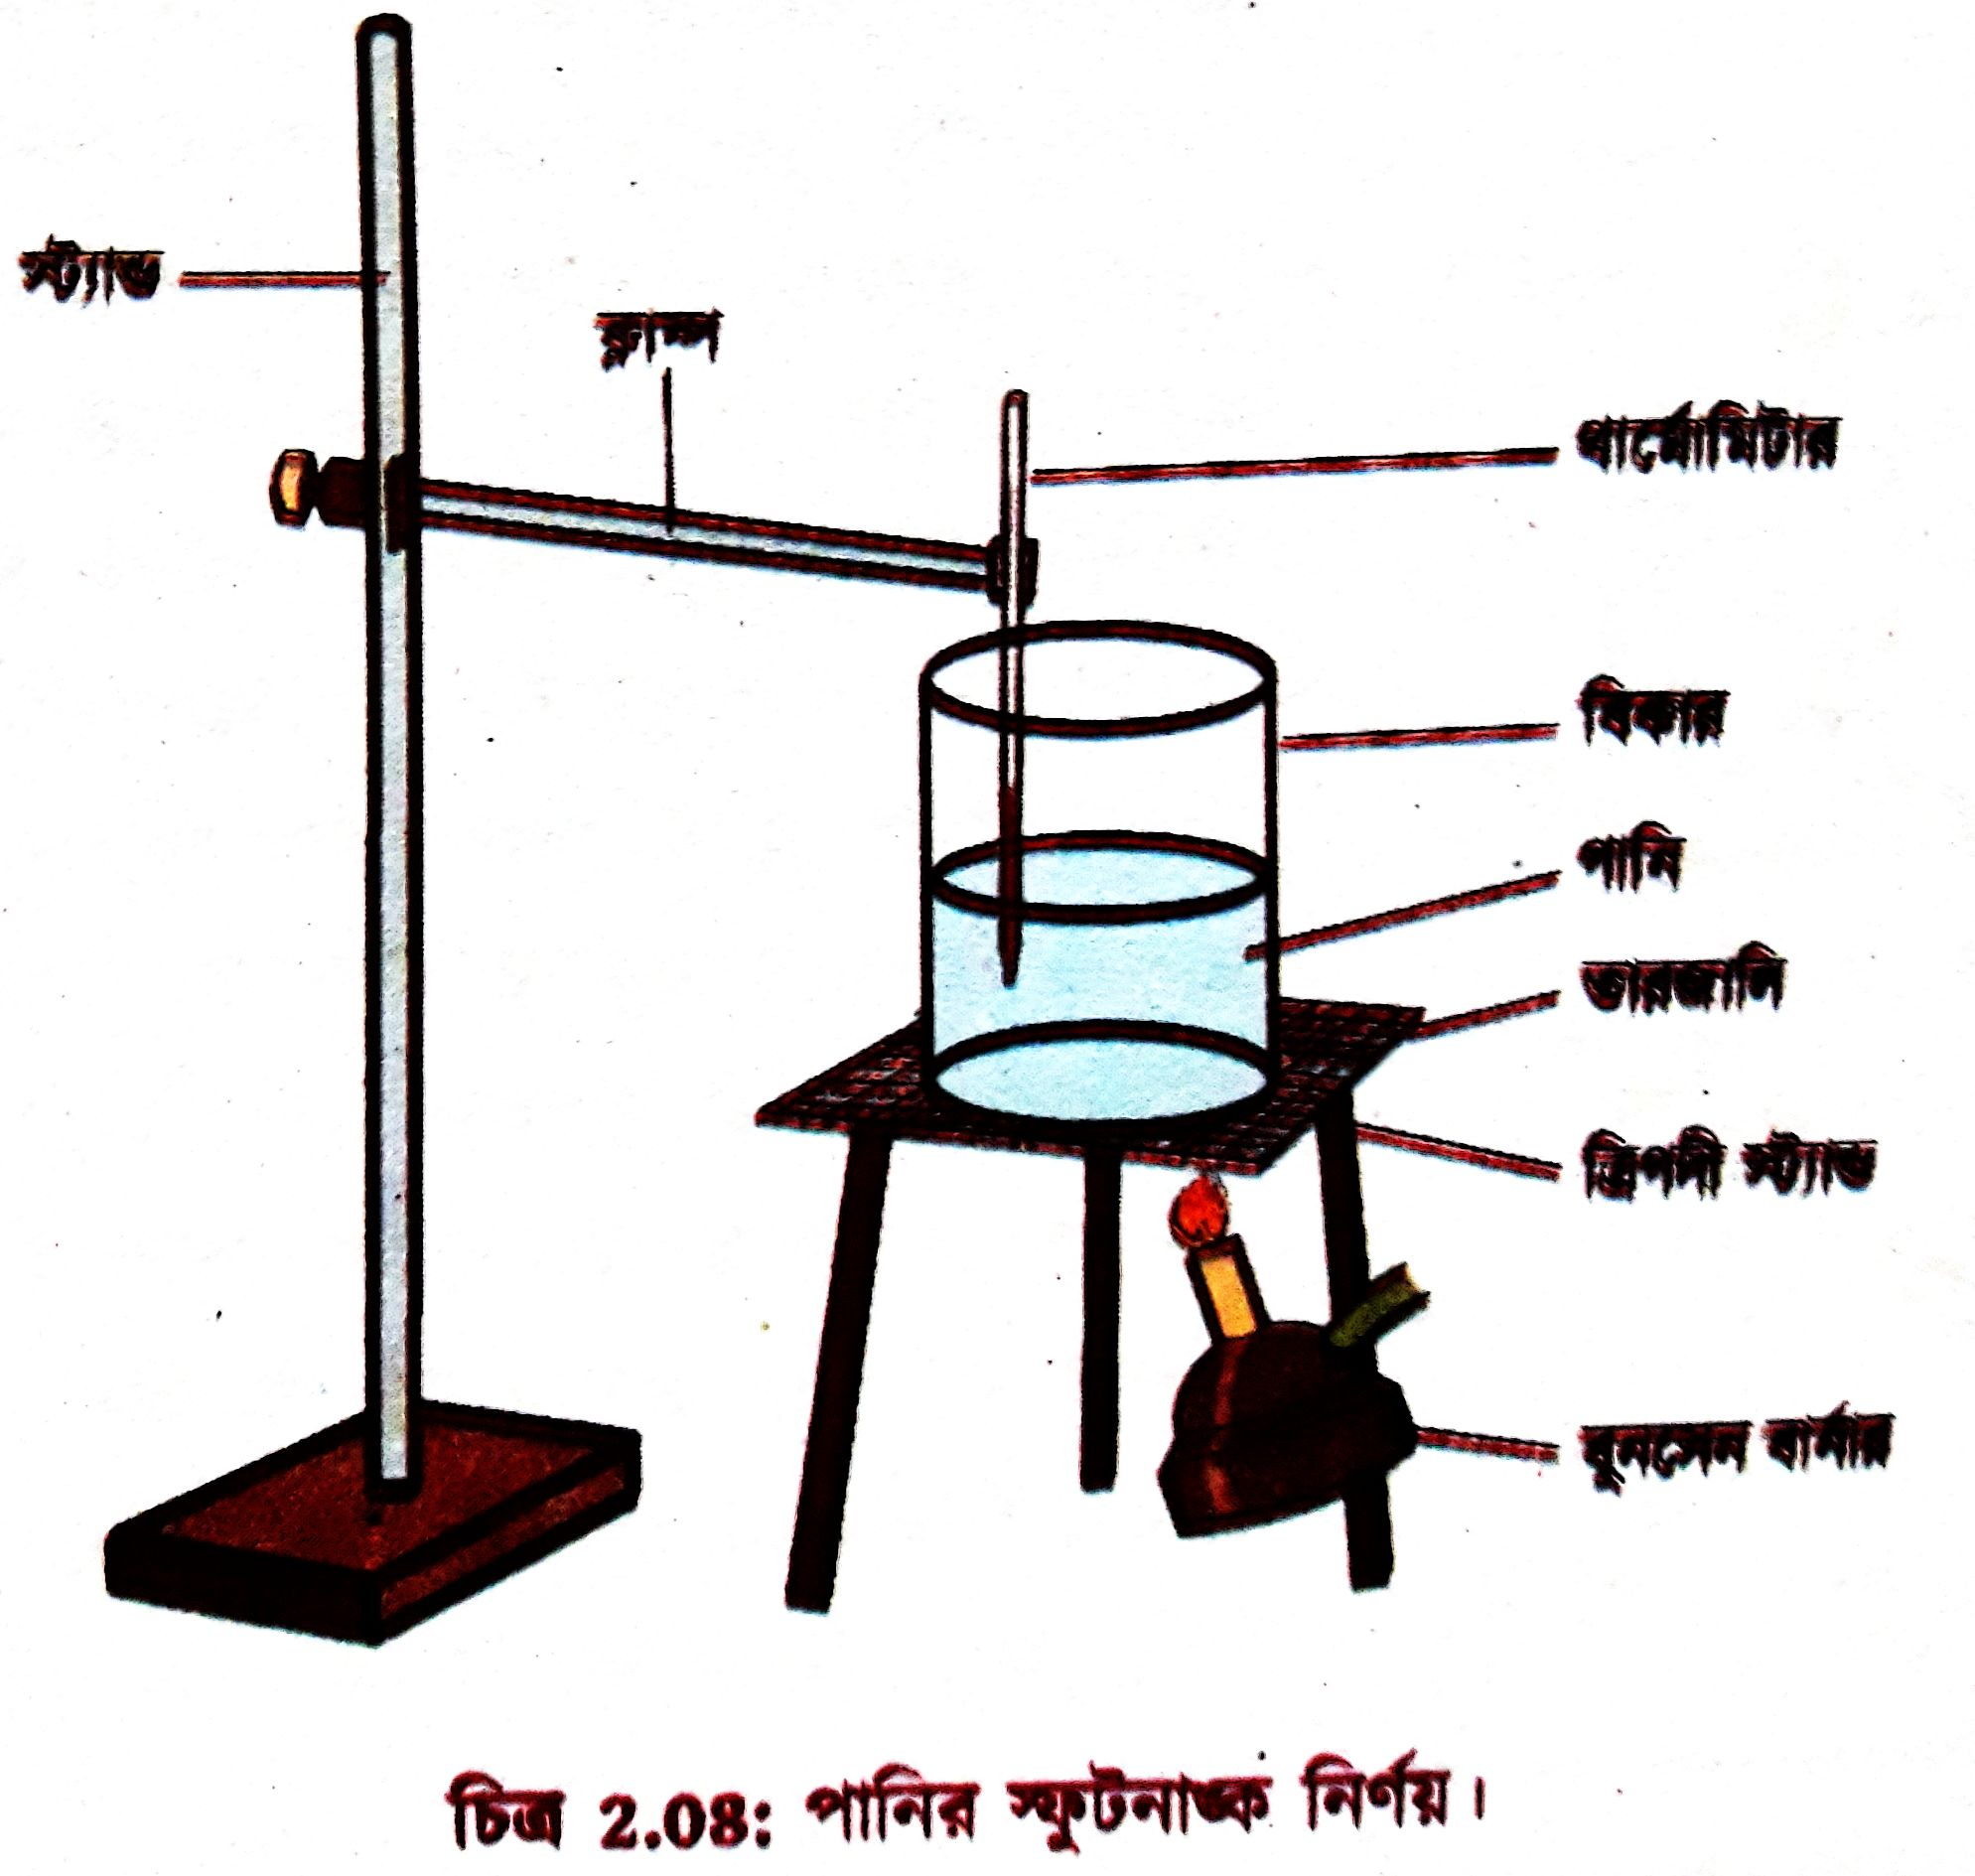 স্ট্যান্ড
ক্লাম্প
থার্মোমিটার
বিকার
পানি
তারজালি
ত্রিপদী স্ট্যান্ড
বুনসেন বার্নার
চিত্র 2.08: পানির স্ফুটনাঙ্ক নির্ণয়।